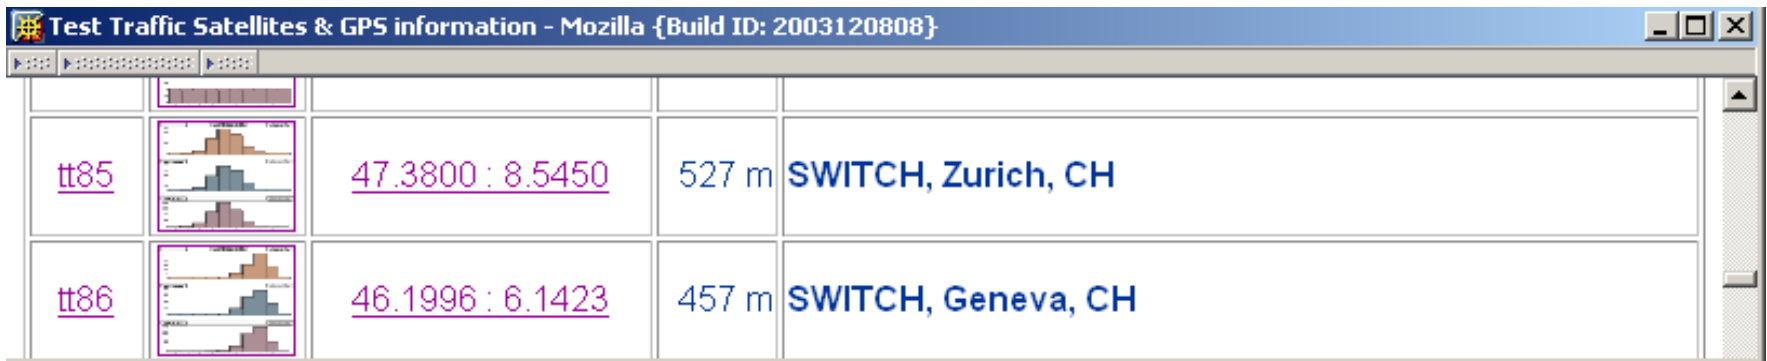 Test Traffic Satellites & GPS information - Mozilla {Build ID: 2003120808}
tt85 47.3800 : 8.5450 527 m SWITCH, Zurich, CH
tt86 46.1996 : 6.1423 457 m SWITCH, Geneva, CH